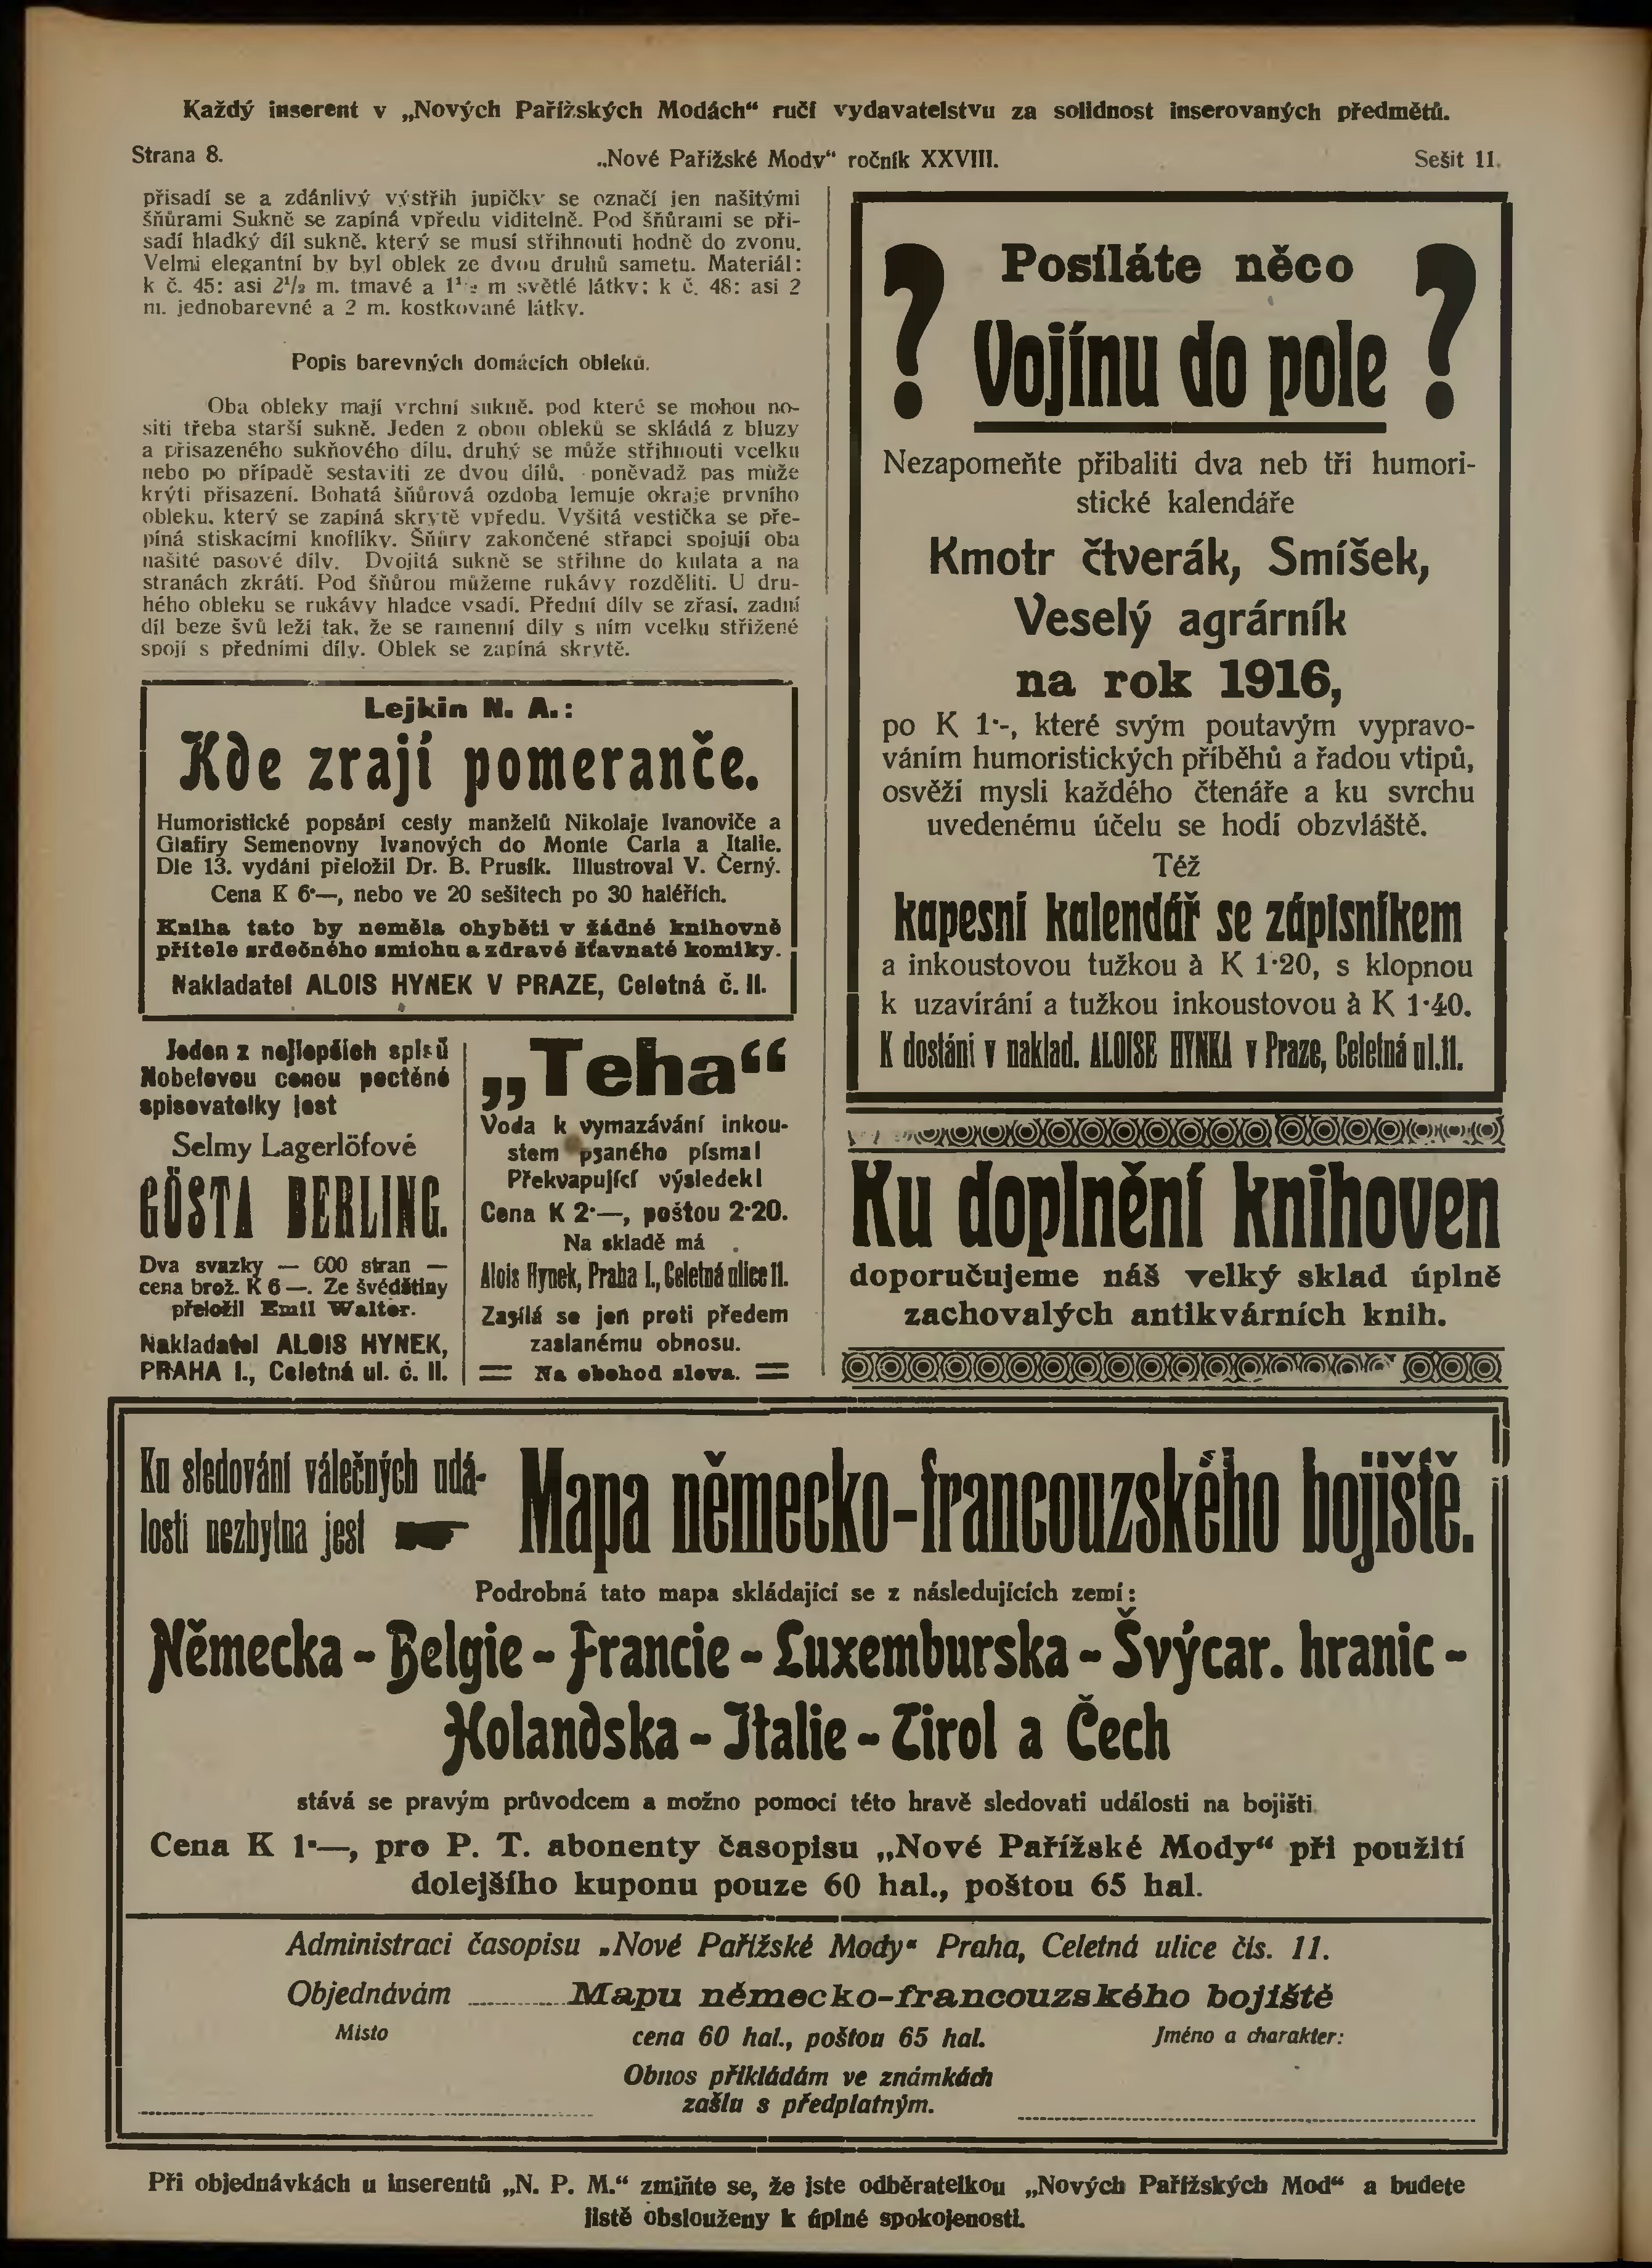 Každý inserent v „Nových Pařížských Modách“ ručí vydavatelstvu za solidnost inserovaných předmětů.
Strana 8.
„Nové Pařížské Mody“ ročník XXVIII.
Sešit 11.
přisadí se a zdánlivý výstřih jupičky se označí jen našitými
šňůrami Sukně se zapíná vpředu viditelně. Pod šňůrami se při-
sadí hladký díl sukně, který se musí střihnouti hodně do zvonu.
Velmi elegantní by byl oblek ze dvou druhů sametu. Materiál:
k č. 45: asi 2½ m. tmavé a 1½ m světlé látky; k č. 48: asi 2
m. jednobarevné a 2 m. kostkované látky.
Popis barevných domácích obleků.
Oba obleky mají vrchní sukně, pod které se mohou no-
siti třeba starší sukně. Jeden z obou obleků se skládá z bluzy
a přisazeného sukňového dílu, druhý se může střihnouti vcelku
nebo po případě sestaviti ze dvou dílů, poněvadž pas může
krýti přisazení. Bohatá šňůrová ozdoba lemuje okraje prvního
obleku, který se zapíná skrytě vpředu. Vyšitá vestička se pře-
píná stiskacími knoflíky. Šňůry zakončené střapci spojují oba
našité pasové díly. Dvojitá sukně se střihne do kulata a na
stranách zkrátí. Pod šňůrou můžeme rukávy rozděliti. U dru-
hého obleku se rukávy hladce vsadí. Přední díly se zřasí, zadní
díl beze švů leží tak, že se ramenní díly s ním vcelku střižené
spojí s předními díly. Oblek se zapíná skrytě.
Lejkin N. A.:
Kde zrají pomeranče.
Humoristické popsání cesty manželů Nikolaje Ivanoviče a
Glafiry Semenovny Ivanových do Monte Carla a Italie.
Dle 13. vydání přeložil Dr. B. Prusík. Illustroval V. Černý.
Cena K 6·—, nebo ve 20 sešitech po 30 haléřích.
Kniha tato by neměla chyběti v žádné knihovně
přítele srdečného smíchu a zdravé šťavnaté komiky.
Nakladatel ALOIS HYNEK V PRAZE, Celetná č. 11.
Jeden z nejlepších spisů
Nobelovou cenou poctěné
spisovatelky jest
Selmy Lagerlöfové
GÖSTA BERLING.
Dva svazky — 600 stran —
cena brož. K 6 —. Ze švédštiny
přeložil Emil Walter.
Nakladatel ALOIS HYNEK,
PRAHA I., Celetná ul. č. 11.
„Teha“
Voda k vymazávání inkou-
stem psaného písma!
Překvapující výsledek!
Cena K 2·—, poštou 2·20.
Na skladě má
Alois Hynek, Praha I., Celetná ulice 11.
Zasílá se jen proti předem
zaslanému obnosu.
Na obchod sleva.
? Posíláte něco ?
Vojínu do pole
Nezapomeňte přibaliti dva neb tři humori-
stické kalendáře
Kmotr čtverák, Smíšek,
Veselý agrárník
na rok 1916,
po K 1·-, které svým poutavým vypravo-
váním humoristických příběhů a řadou vtipů,
osvěží mysli každého čtenáře a ku svrchu
uvedenému účelu se hodí obzvláště.
Též
kapesní kalendář se zápisníkem
a inkoustovou tužkou à K 1·20, s klopnou
k uzavírání a tužkou inkoustovou à K 1·40.
K dostání v naklad. ALOISE HYNKA v Praze, Celetná ul. 11.
Ku doplnění knihoven
doporučujeme náš velký sklad úplně
zachovalých antikvárních knih.
Ku sledování válečných udá-
lostí nezbytna jest
Mapa německo-francouzského bojiště.
Podrobná tato mapa skládající se z následujících zemí:
Německa - Belgie - Francie - Luxemburska - Švýcar. hranic -
Holandska - Italie - Tirol a Čech
stává se pravým průvodcem a možno pomocí této hravě sledovati události na bojišti.
Cena K 1·—, pro P. T. abonenty časopisu „Nové Pařížské Mody“ při použití
dolejšího kuponu pouze 60 hal., poštou 65 hal.
Administraci časopisu „Nové Pařížské Mody“ Praha, Celetná ulice čís. 11.
Objednávám ............ Mapu německo-francouzského bojiště
Místo
cena 60 hal., poštou 65 hal.
Jméno a charakter:
Obnos přikládám ve známkách
zašlu s předplatným.
Při objednávkách u inserentů „N. P. M.“ zmiňte se, že jste odběratelkou „Nových Pařížských Mod“ a budete
jistě obslouženy k úplné spokojenosti.